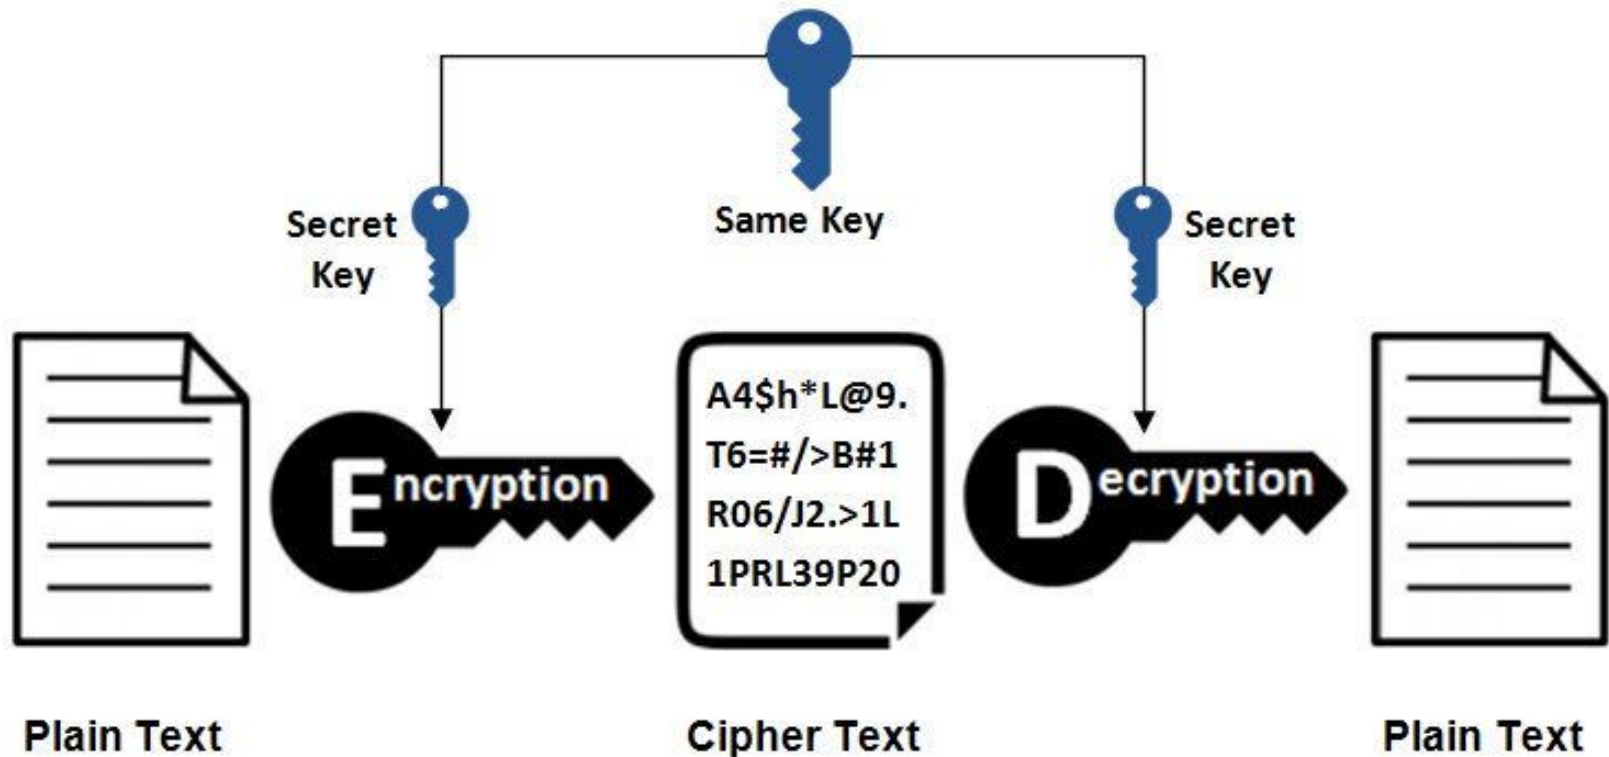 Same Key
Secret
Key
Secret
Key
Encryption
A4$h*L@9.
T6=#/>B#1
R06/J2.>1L
1PRL39P20
Decryption
Plain Text
Cipher Text
Plain Text